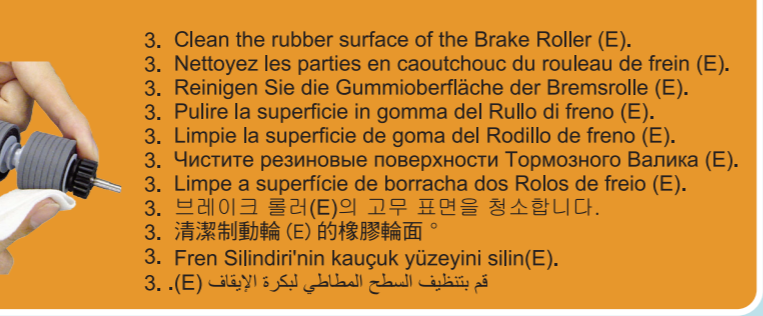 3. Clean the rubber surface of the Brake Roller (E).
3. Nettoyez les parties en caoutchouc du rouleau de frein (E).
3. Reinigen Sie die Gummioberfläche der Bremsrolle (E).
3. Pulire la superficie in gomma del Rullo di freno (E).
3. Limpie la superficie de goma del Rodillo de freno (E).
3. Чистите резиновые поверхности Тормозного Валика (E).
3. Limpe a superfície de borracha dos Rolos de freio (E).
3. 브레이크 롤러(E)의 고무 표면을 청소합니다.
3. 清潔制動輪 (E) 的橡膠輪面。
3. Fren Silindiri'nin kauçuk yüzeyini silin(E).
3. قم بتنظيف السطح المطاطي لبكرة الإيقاف (E).